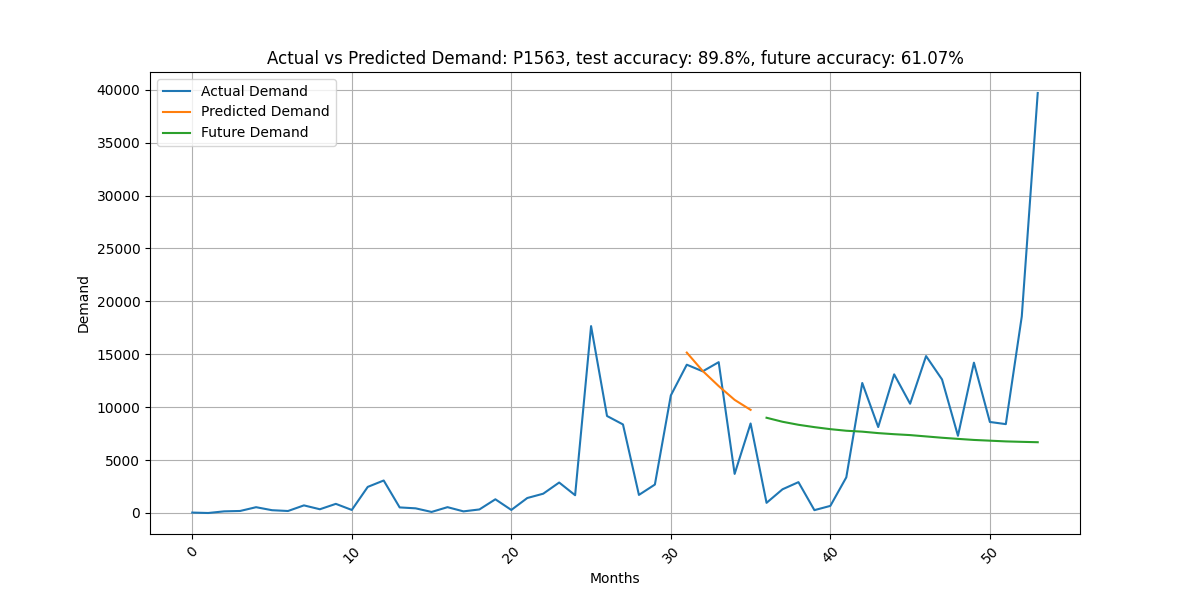 Actual vs Predicted Demand: P1563, test accuracy: 89.8%, future accuracy: 61.07%
Actual Demand
Predicted Demand
Future Demand
40000
35000
30000
25000
20000
15000
10000
5000
0
Demand
0
10
20
30
40
50
Months